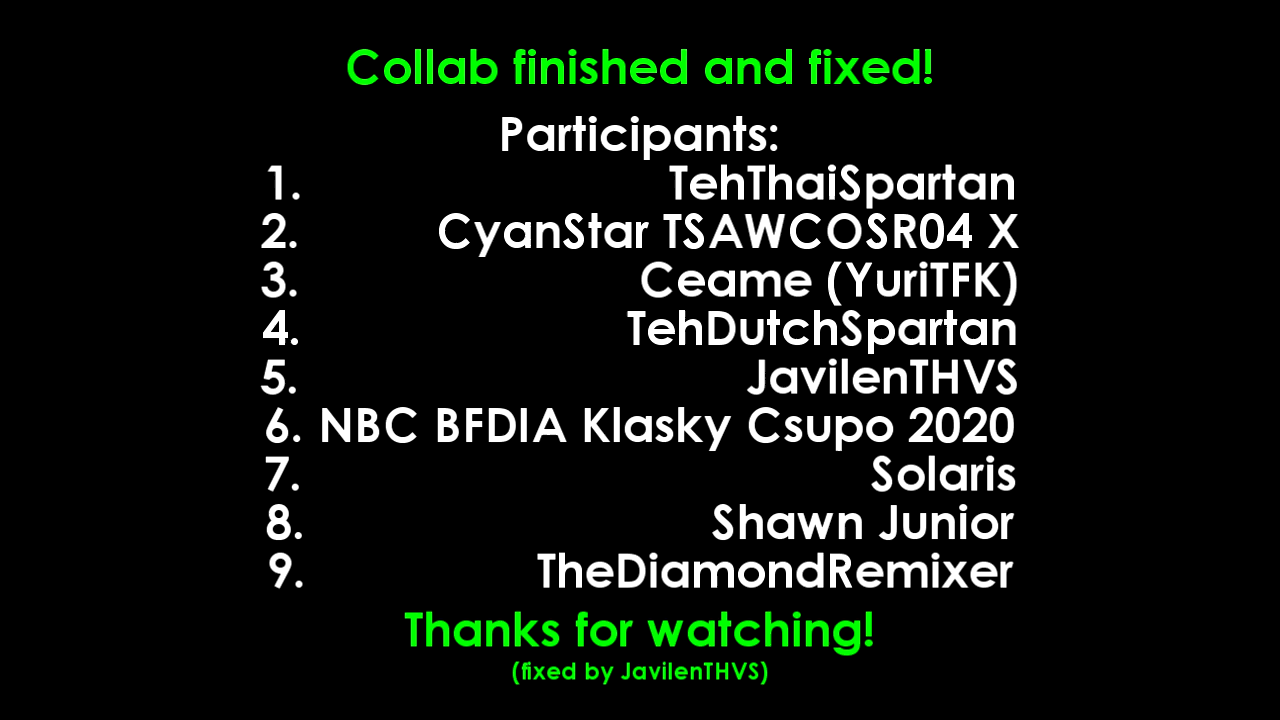 Collab finished and fixed!
Participants:
1. TehThaiSpartan
2. CyanStar TSAWCOSR04 X
3. Ceame (YuriTFK)
4. TehDutchSpartan
5. JavilenTHVS
6. NBC BFDIA Klasky Csupo 2020
7. Solaris
8. Shawn Junior
9. TheDiamondRemixer
Thanks for watching!
(fixed by JavilenTHVS)